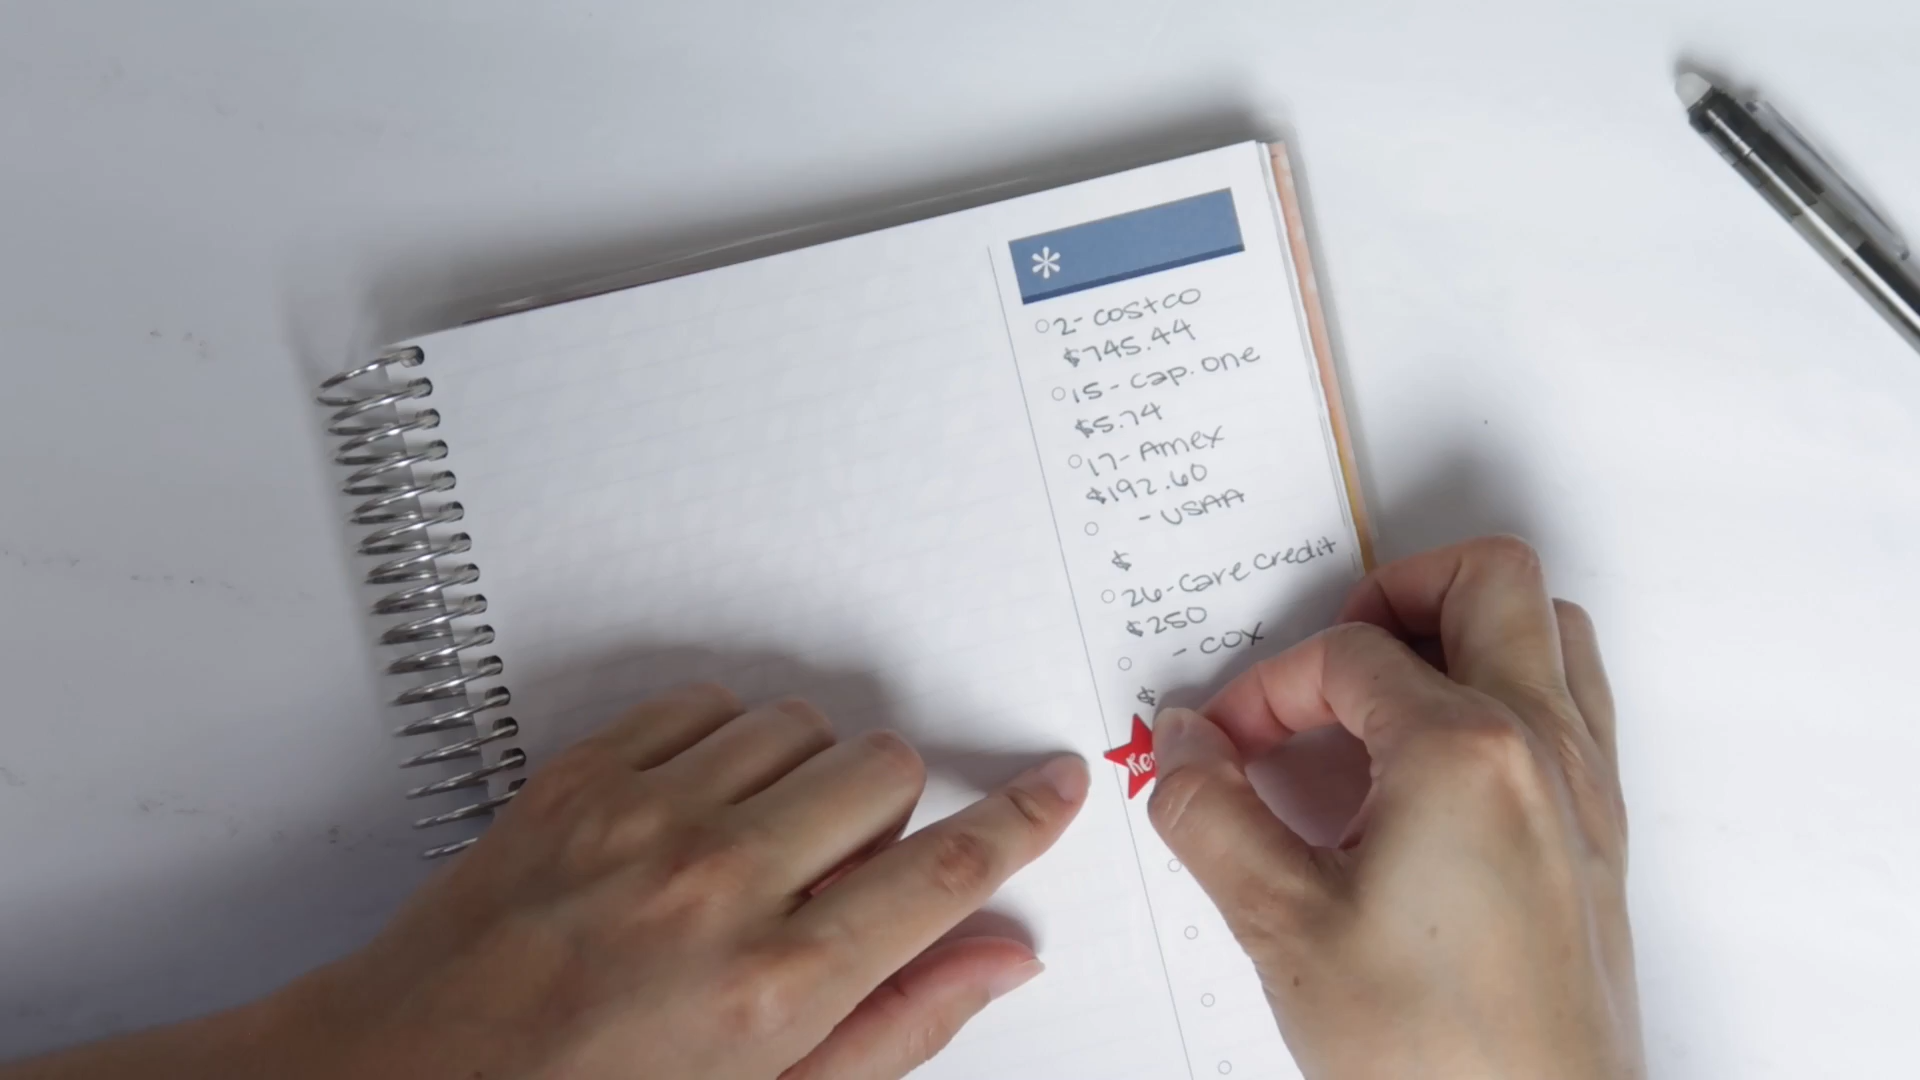 *
2- costco
$745.44
15- cap. one
$5.74
17- Amex
$192.60
- USAA
$
26- Care Credit
$250
- COX
$